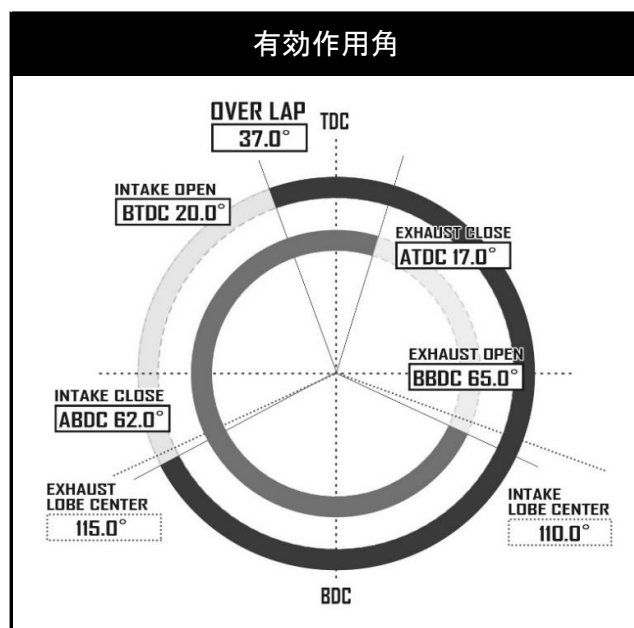 有効作用角
OVER LAP
37.0°
TDC
INTAKE OPEN
BTDC 20.0°
EXHAUST CLOSE
ATDC 17.0°
EXHAUST OPEN
BBDC 65.0°
INTAKE CLOSE
ABDC 62.0°
EXHAUST
LOBE CENTER
115.0°
INTAKE
LOBE CENTER
110.0°
BDC